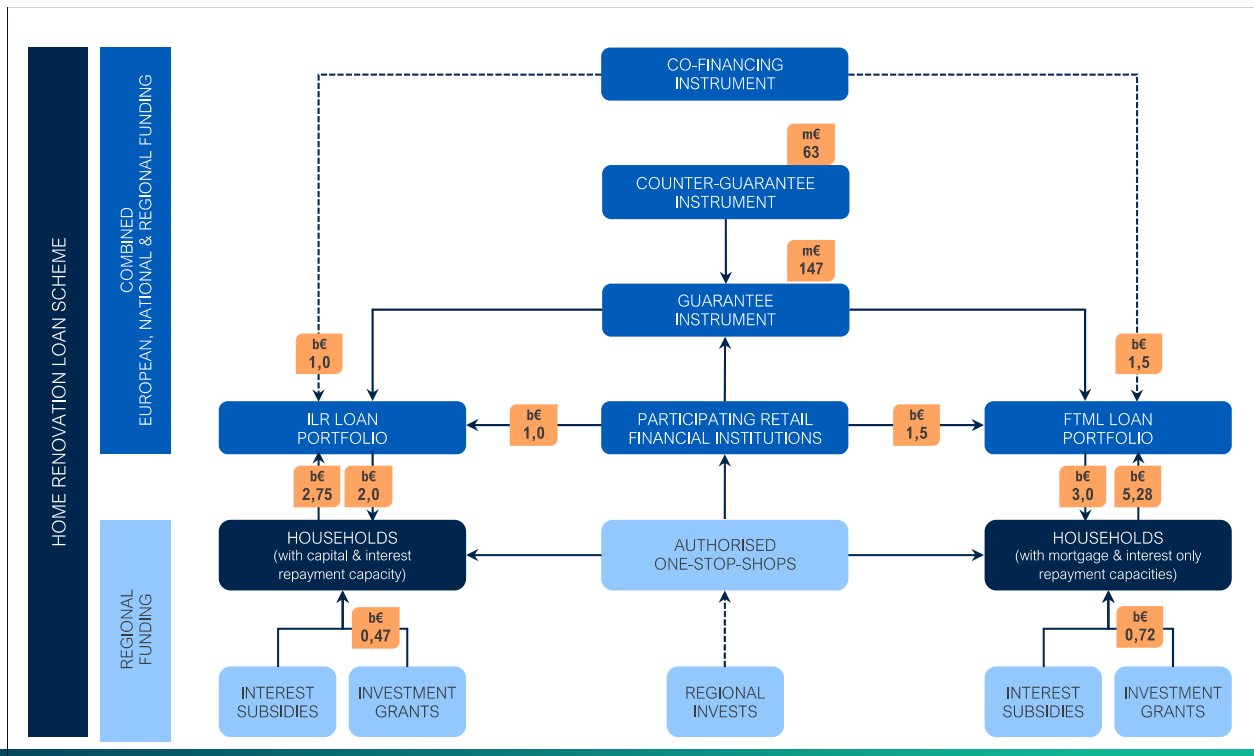 HOME RENOVATION LOAN SCHEME
COMBINED
EUROPEAN, NATIONAL & REGIONAL FUNDING
REGIONAL
FUNDING
CO-FINANCING
INSTRUMENT
m€
63
COUNTER-GUARANTEE
INSTRUMENT
m€
147
GUARANTEE
INSTRUMENT
b€
1,0
b€
1,5
ILR LOAN
PORTFOLIO
b€
1,0
PARTICIPATING RETAIL
FINANCIAL INSTITUTIONS
b€
1,5
FTML LOAN
PORTFOLIO
b€
2,75
b€
2,0
b€
3,0
b€
5,28
HOUSEHOLDS
(with capital & interest
repayment capacity)
AUTHORISED
ONE-STOP-SHOPS
HOUSEHOLDS
(with mortgage & interest only
repayment capacities)
b€
0,47
b€
0,72
INTEREST
SUBSIDIES
INVESTMENT
GRANTS
REGIONAL
INVESTS
INTEREST
SUBSIDIES
INVESTMENT
GRANTS